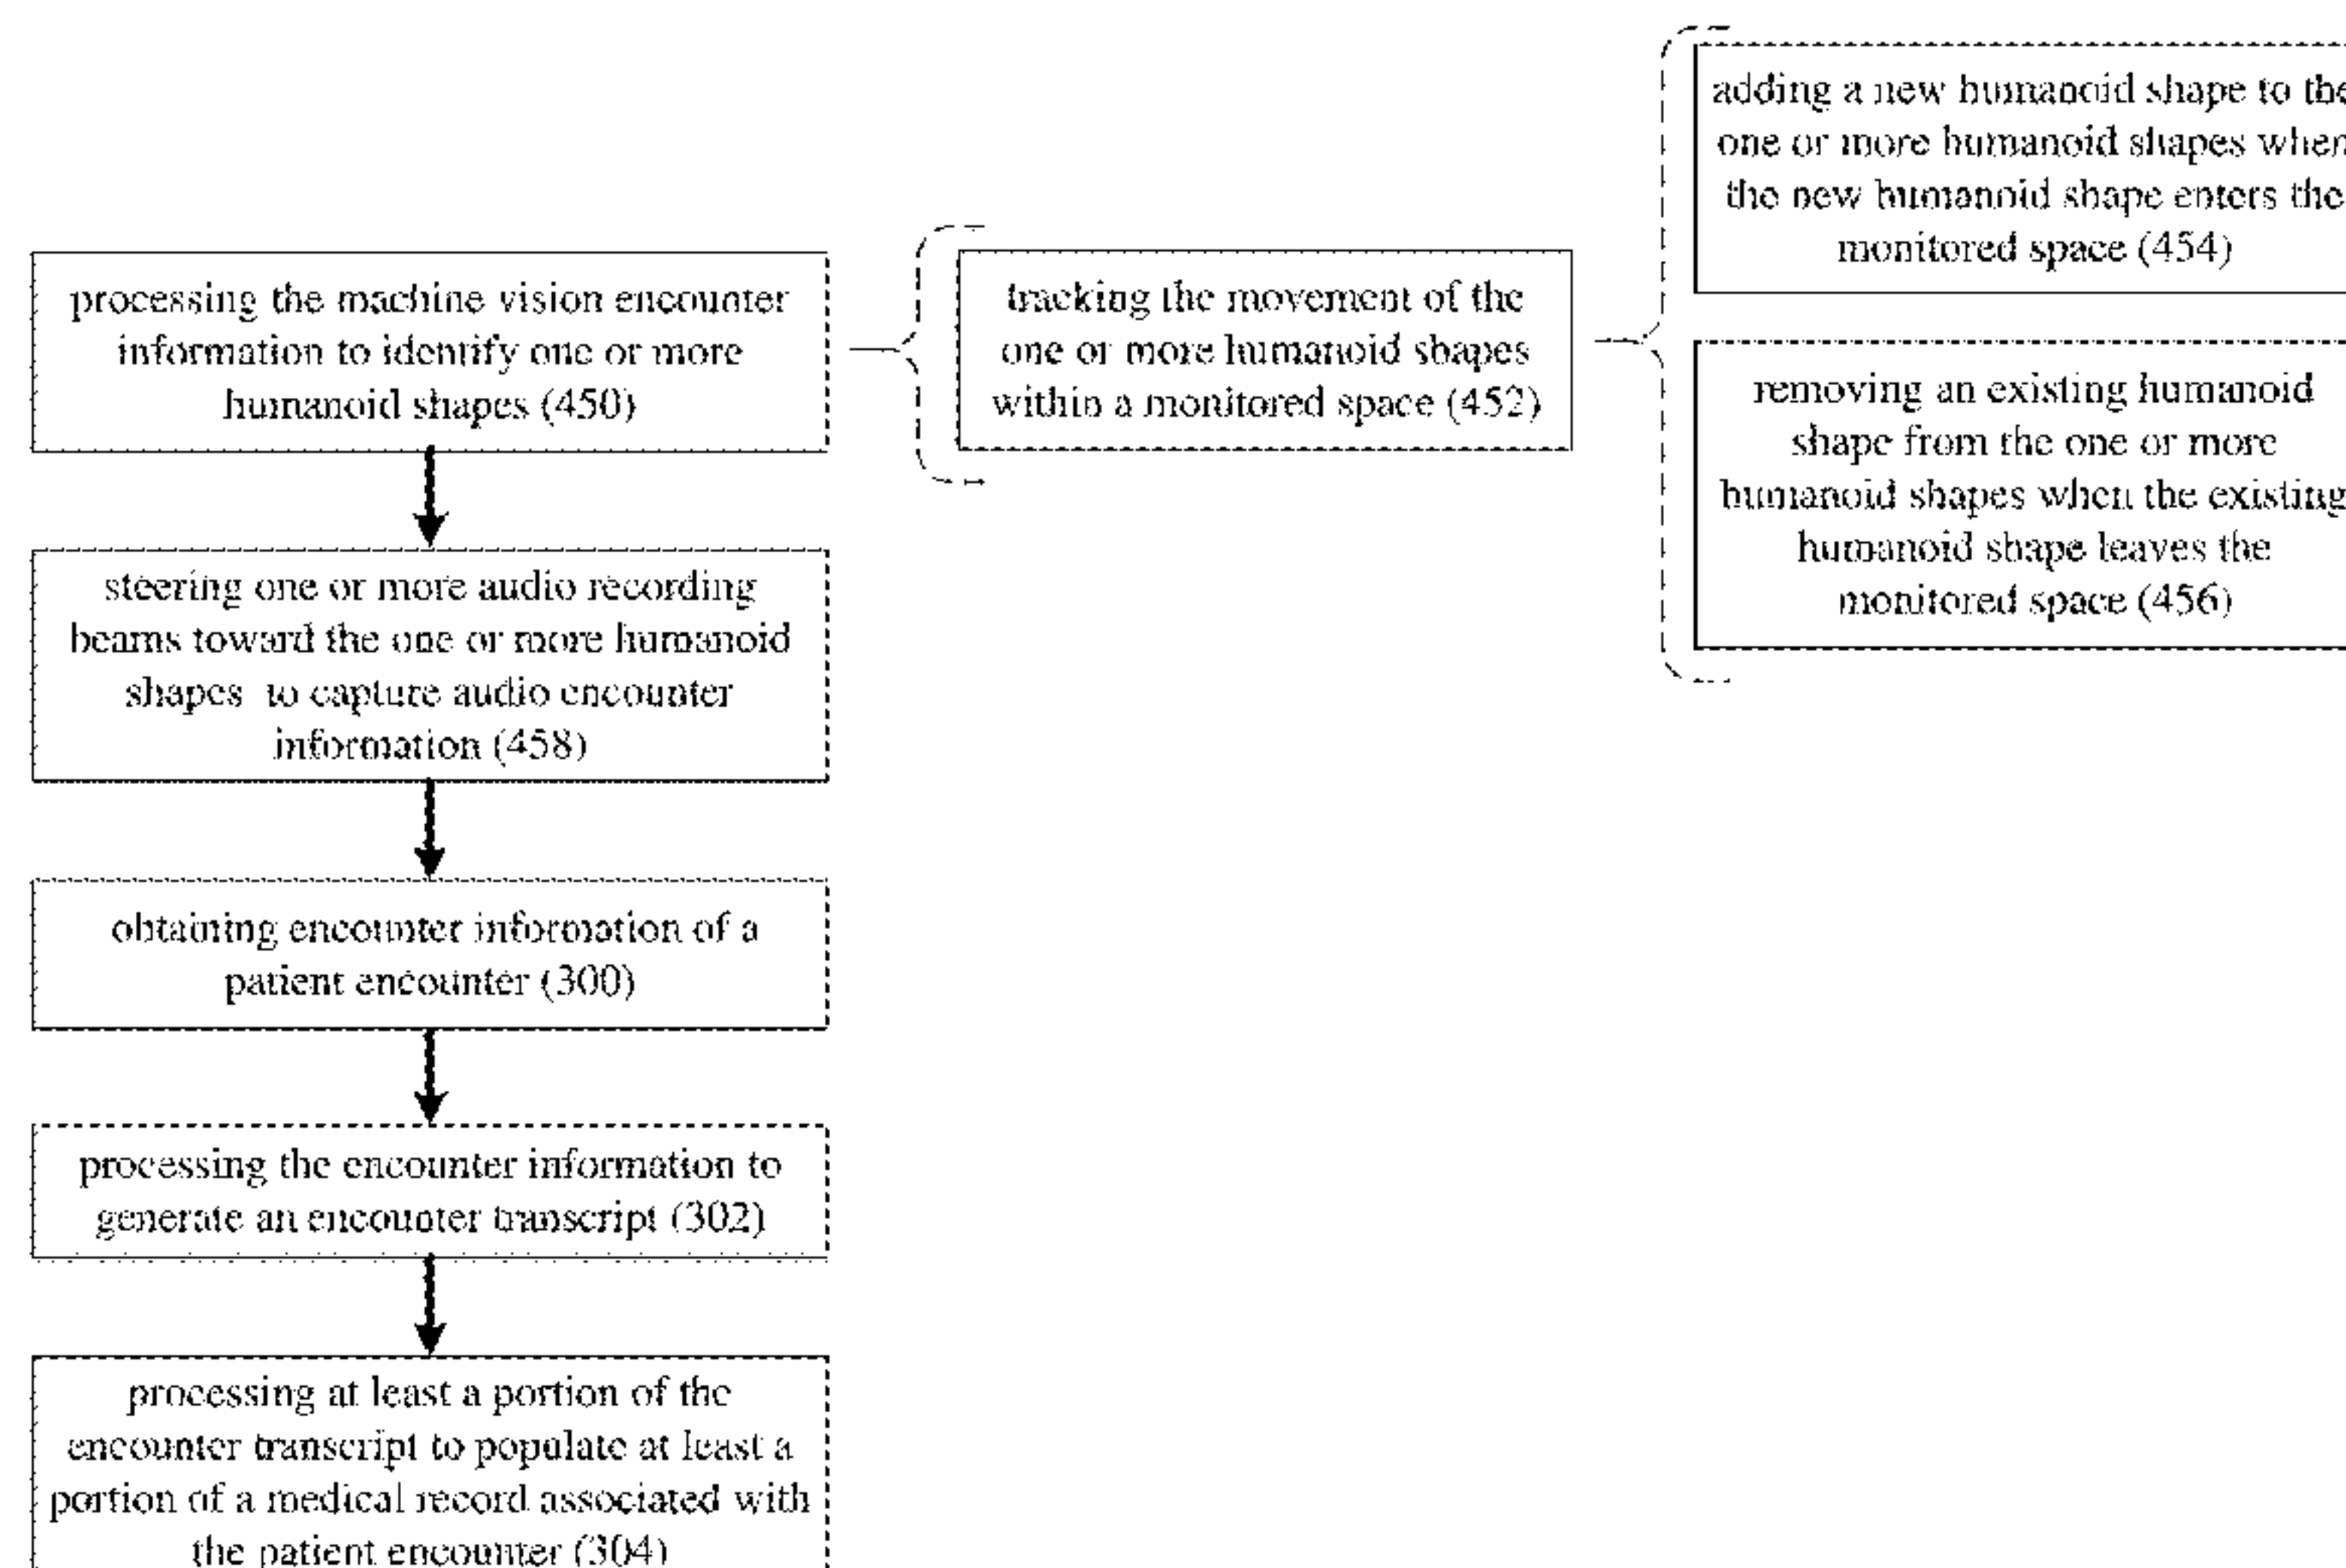 processing the machine vision encounter
information to identify one or more
humanoid shapes (450)
tracking the movement of the
one or more humanoid shapes
within a monitored space (452)
adding a new humanoid shape to the
one or more humanoid shapes when
the new humanoid shape enters the
monitored space (454)
removing an existing humanoid
shape from the one or more
humanoid shapes when the existing
humanoid shape leaves the
monitored space (456)
steering one or more audio recording
beams toward the one or more humanoid
shapes to capture audio encounter
information (458)
obtaining encounter information of a
patient encounter (300)
processing the encounter information to
generate an encounter transcript (302)
processing at least a portion of the
encounter transcript to populate at least a
portion of a medical record associated with
the patient encounter (304)